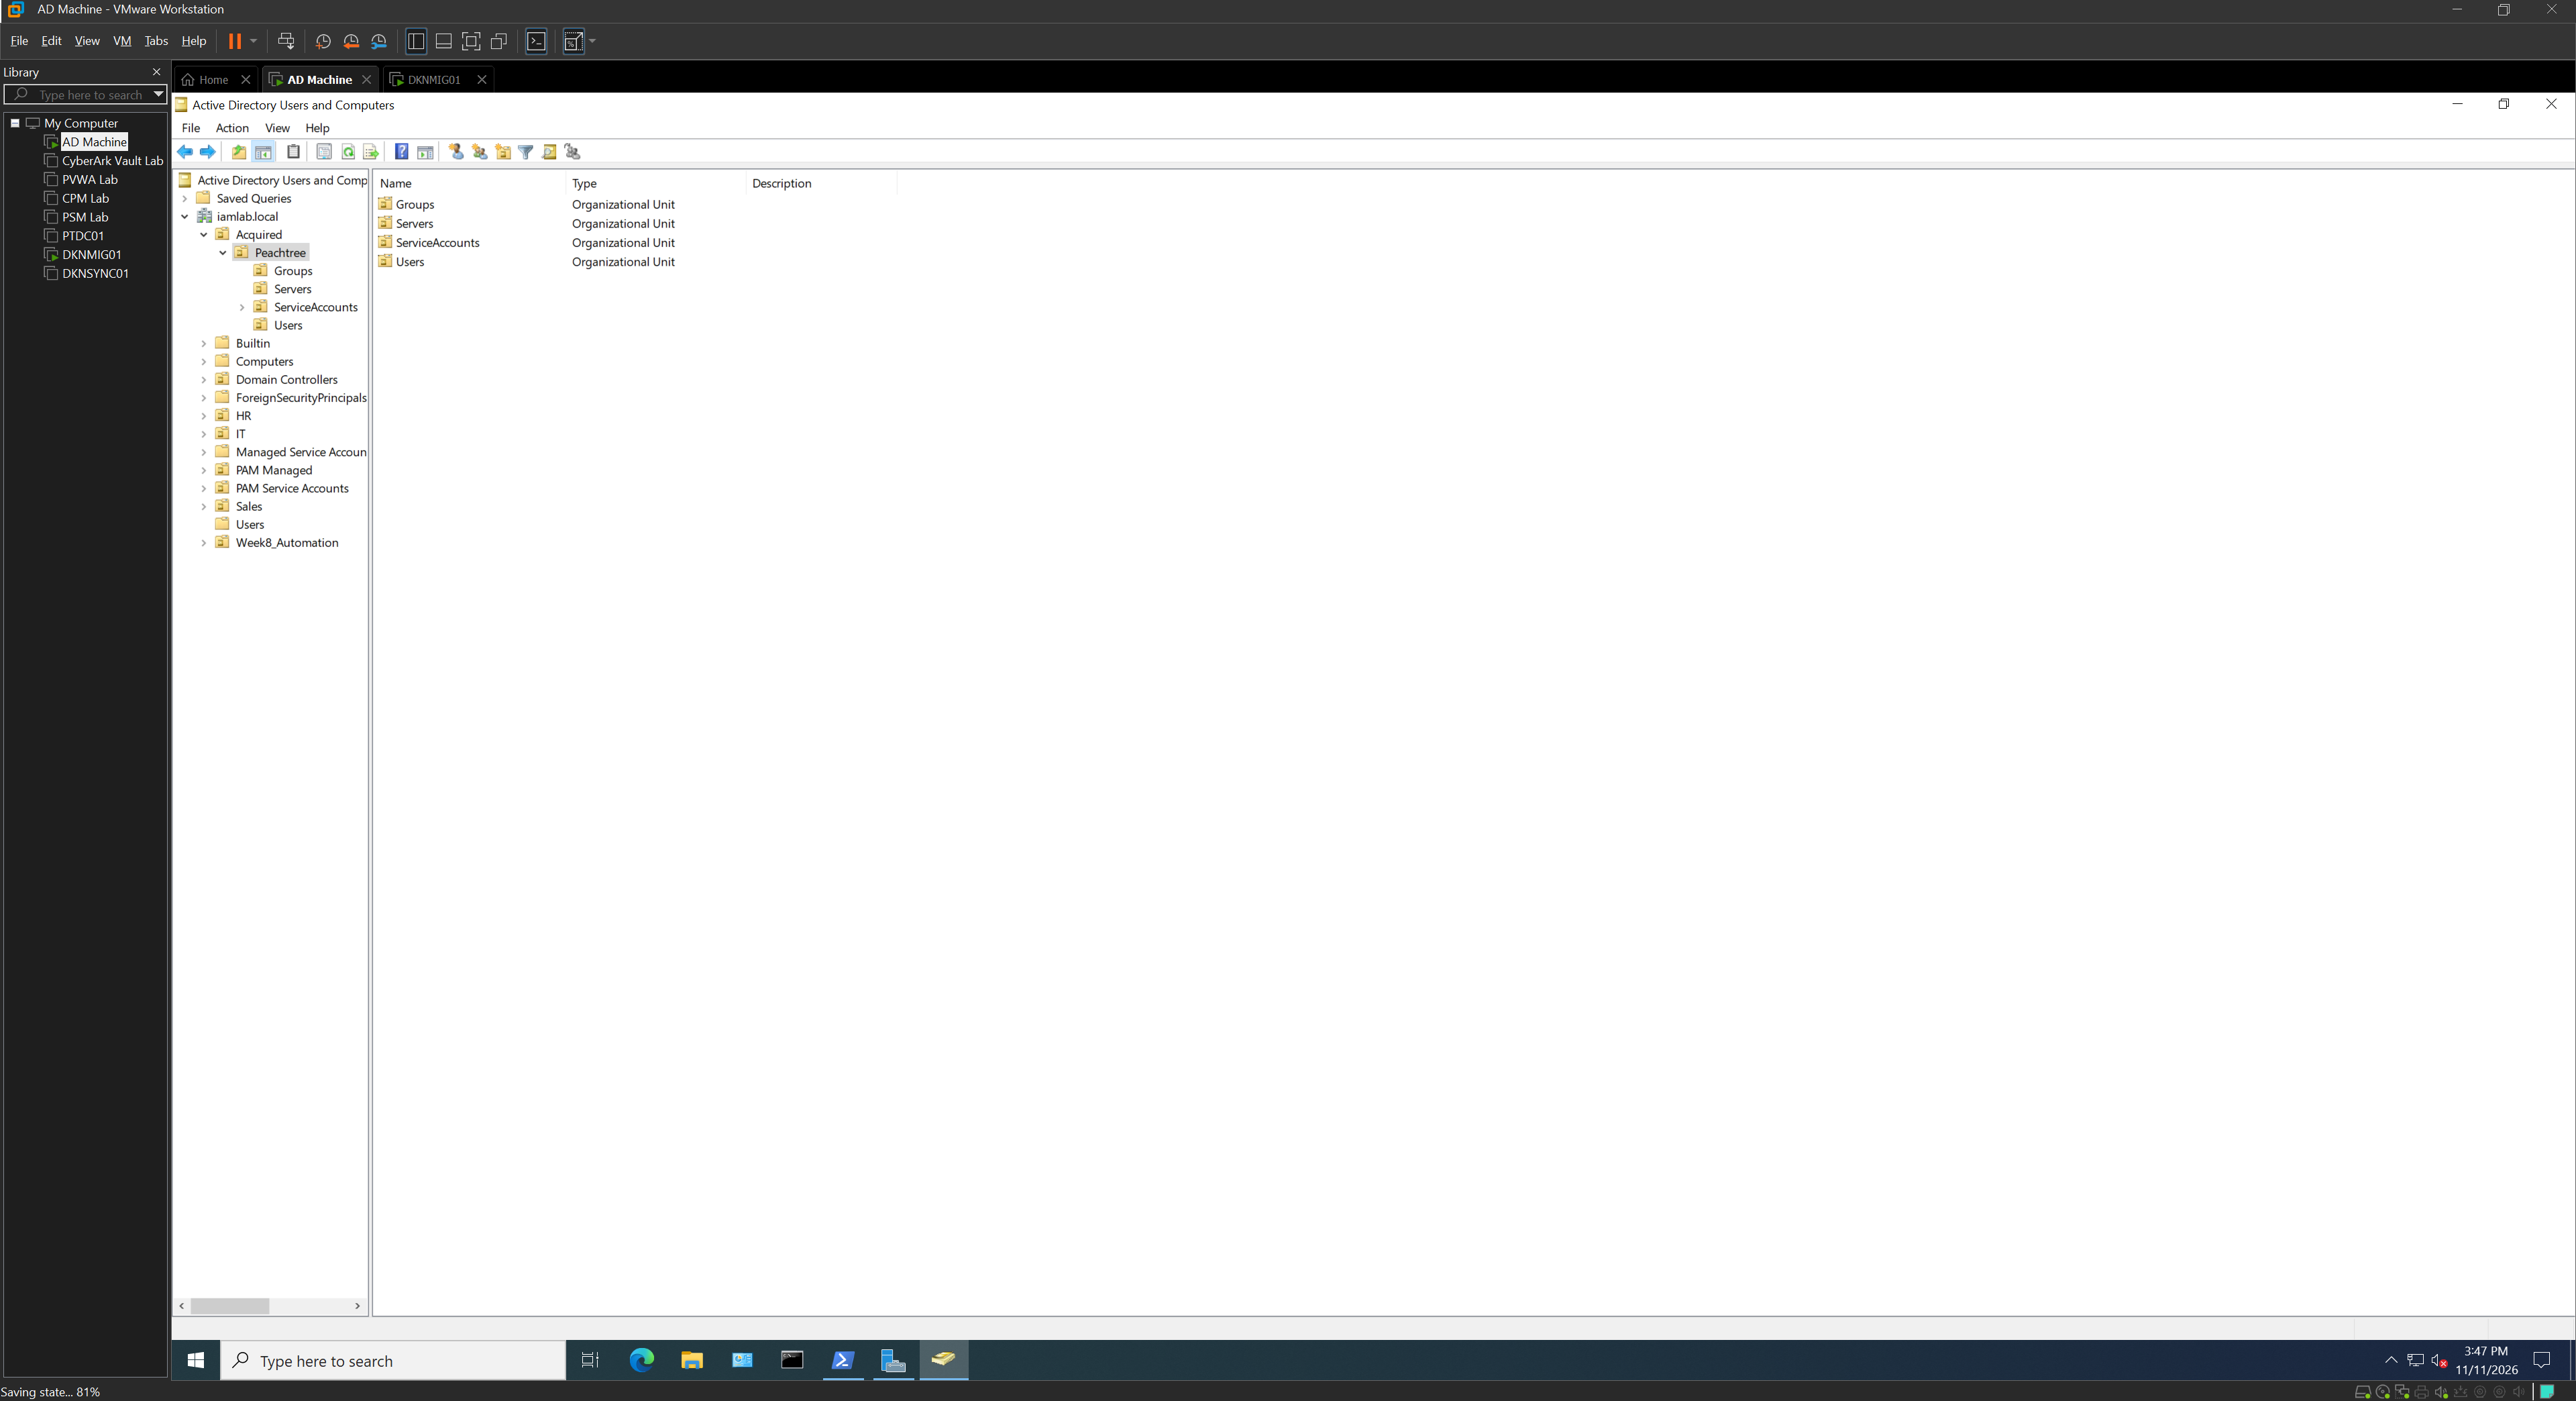 AD Machine - VMware Workstation
File Edit View VM Tabs Help
Library
Type here to search
My Computer
AD Machine
CyberArk Vault Lab
PVWA Lab
CPM Lab
PSM Lab
PTDC01
DKNMIG01
DKNSYNC01
Home
AD Machine
DKNMIG01
Active Directory Users and Computers
File Action View Help
Active Directory Users and Comp
Saved Queries
iamlab.local
Acquired
Peachtree
Groups
Servers
ServiceAccounts
Users
Builtin
Computers
Domain Controllers
ForeignSecurityPrincipals
HR
IT
Managed Service Accoun
PAM Managed
PAM Service Accounts
Sales
Users
Week8_Automation
Name Type Description
Groups Organizational Unit
Servers Organizational Unit
ServiceAccounts Organizational Unit
Users Organizational Unit
Type here to search
3:47 PM
11/11/2026
Saving state... 81%